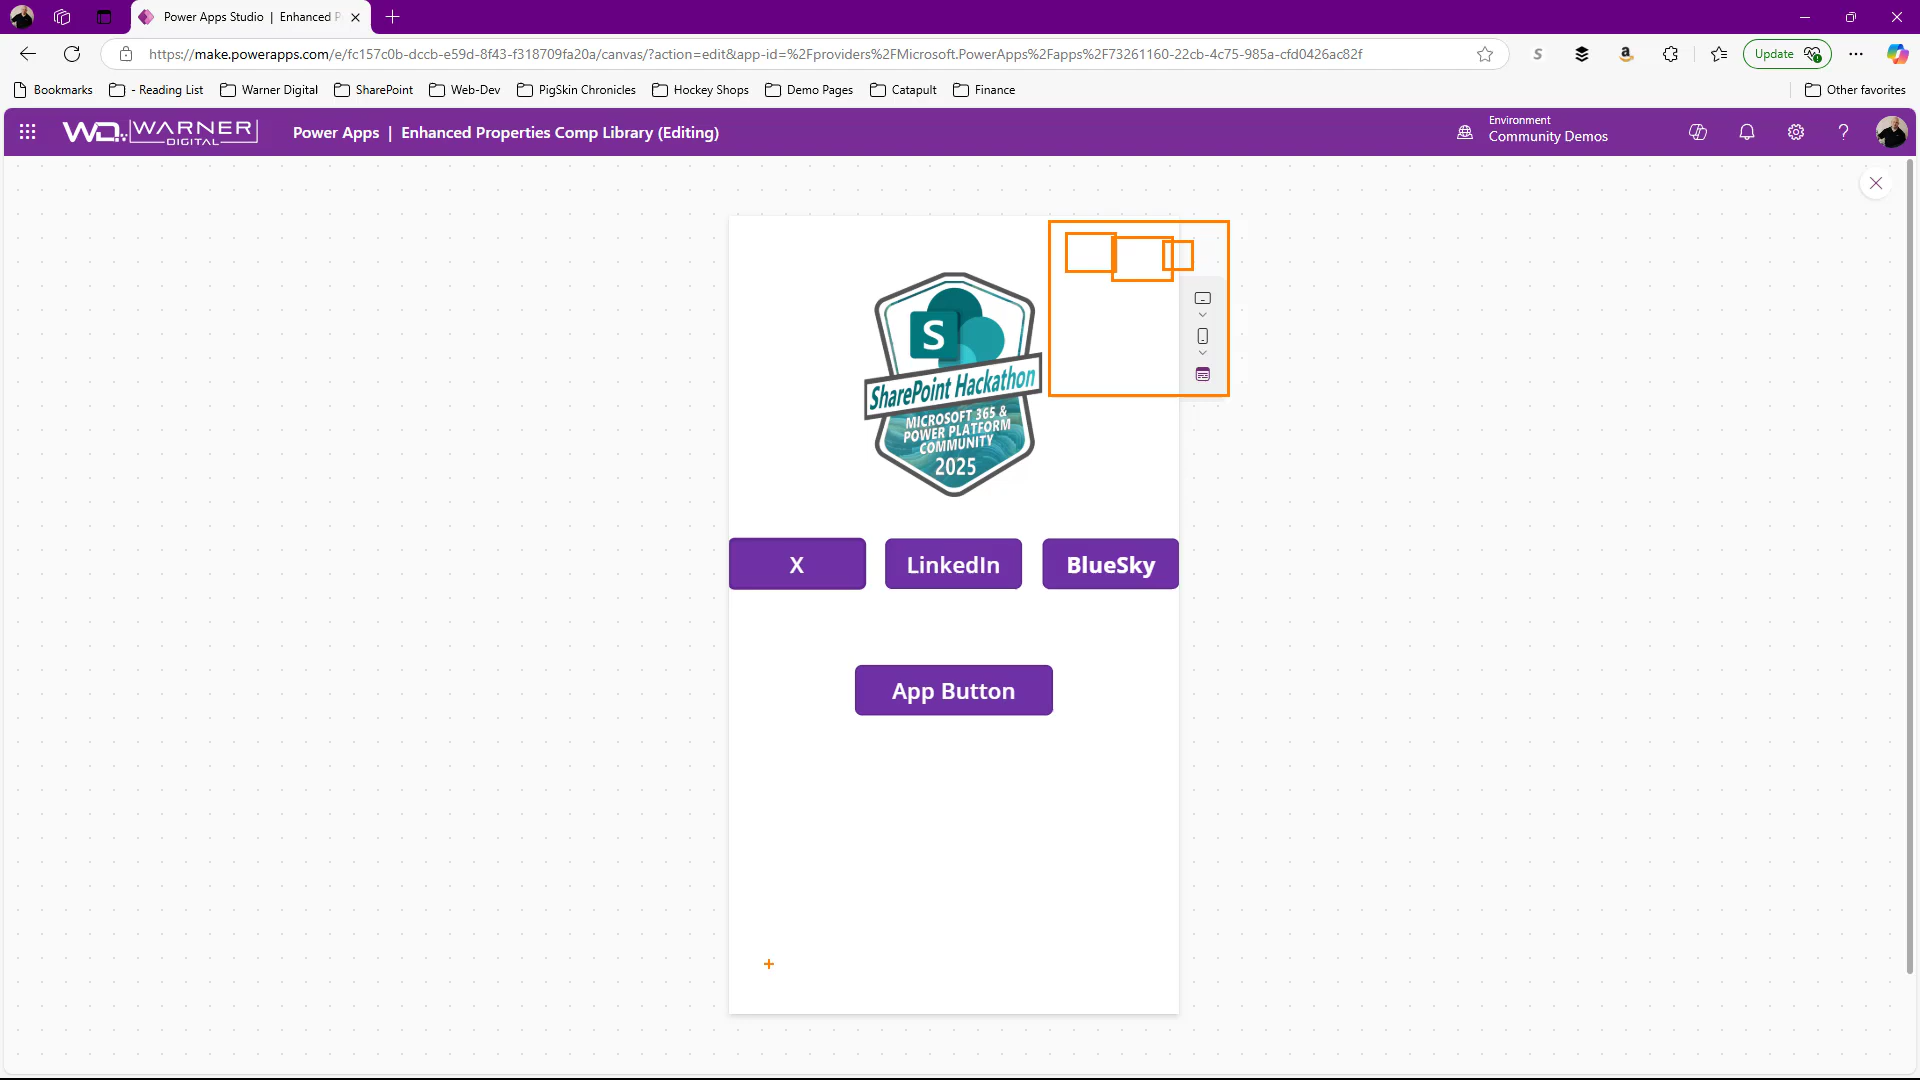 Power Apps Studio | Enhanced P
https://make.powerapps.com/e/fc157c0b-dccb-e59d-8f43-f318709fa20a/canvas/?action=edit&app-id=%2Fproviders%2FMicrosoft.PowerApps%2Fapps%2F73261160-22cb-4c75-985a-cfd0426ac82f
Update
Bookmarks - Reading List Warner Digital SharePoint Web-Dev PigSkin Chronicles Hockey Shops Demo Pages Catapult Finance Other favorites
WD WARNER DIGITAL Power Apps | Enhanced Properties Comp Library (Editing)
Environment
Community Demos
S
SharePoint Hackathon
MICROSOFT 365 &
POWER PLATFORM
COMMUNITY
2025
X LinkedIn BlueSky
App Button